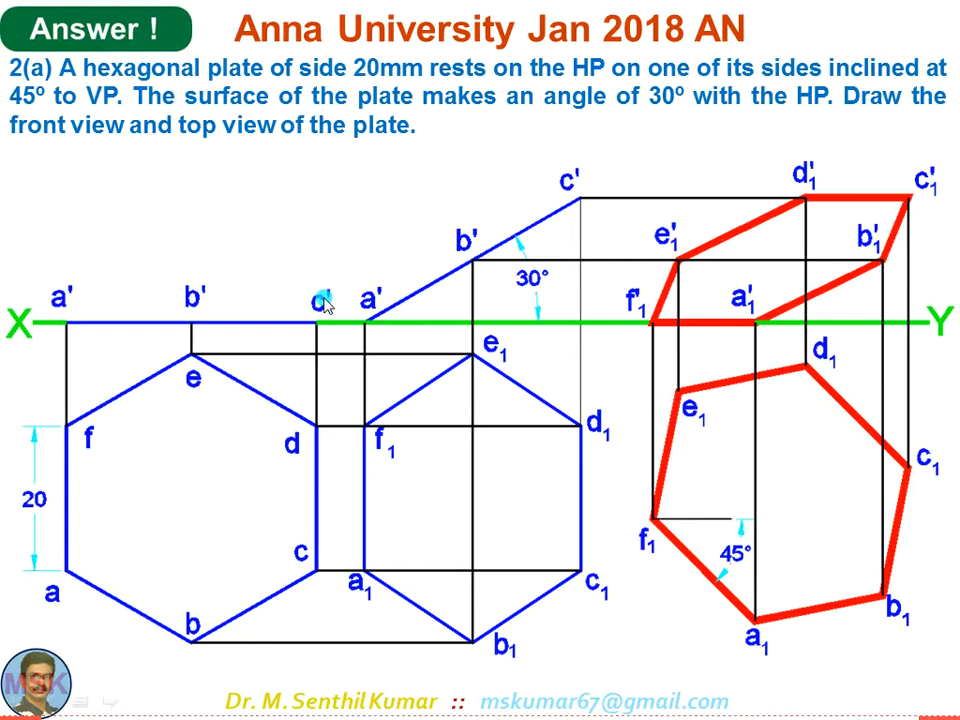 Answer !
Anna University Jan 2018 AN
2(a) A hexagonal plate of side 20mm rests on the HP on one of its sides inclined at
45º to VP. The surface of the plate makes an angle of 30º with the HP. Draw the
front view and top view of the plate.
c' d'1 c'1
b' e'1 b'1
30°
a' b' a' f'1 a'1
X Y
e e1 d1
f d f1 d1 e1
c1
20
f1 45°
c
a a1 c1
b b1 a1 b1
MSK
Dr. M. Senthil Kumar :: mskumar67@gmail.com